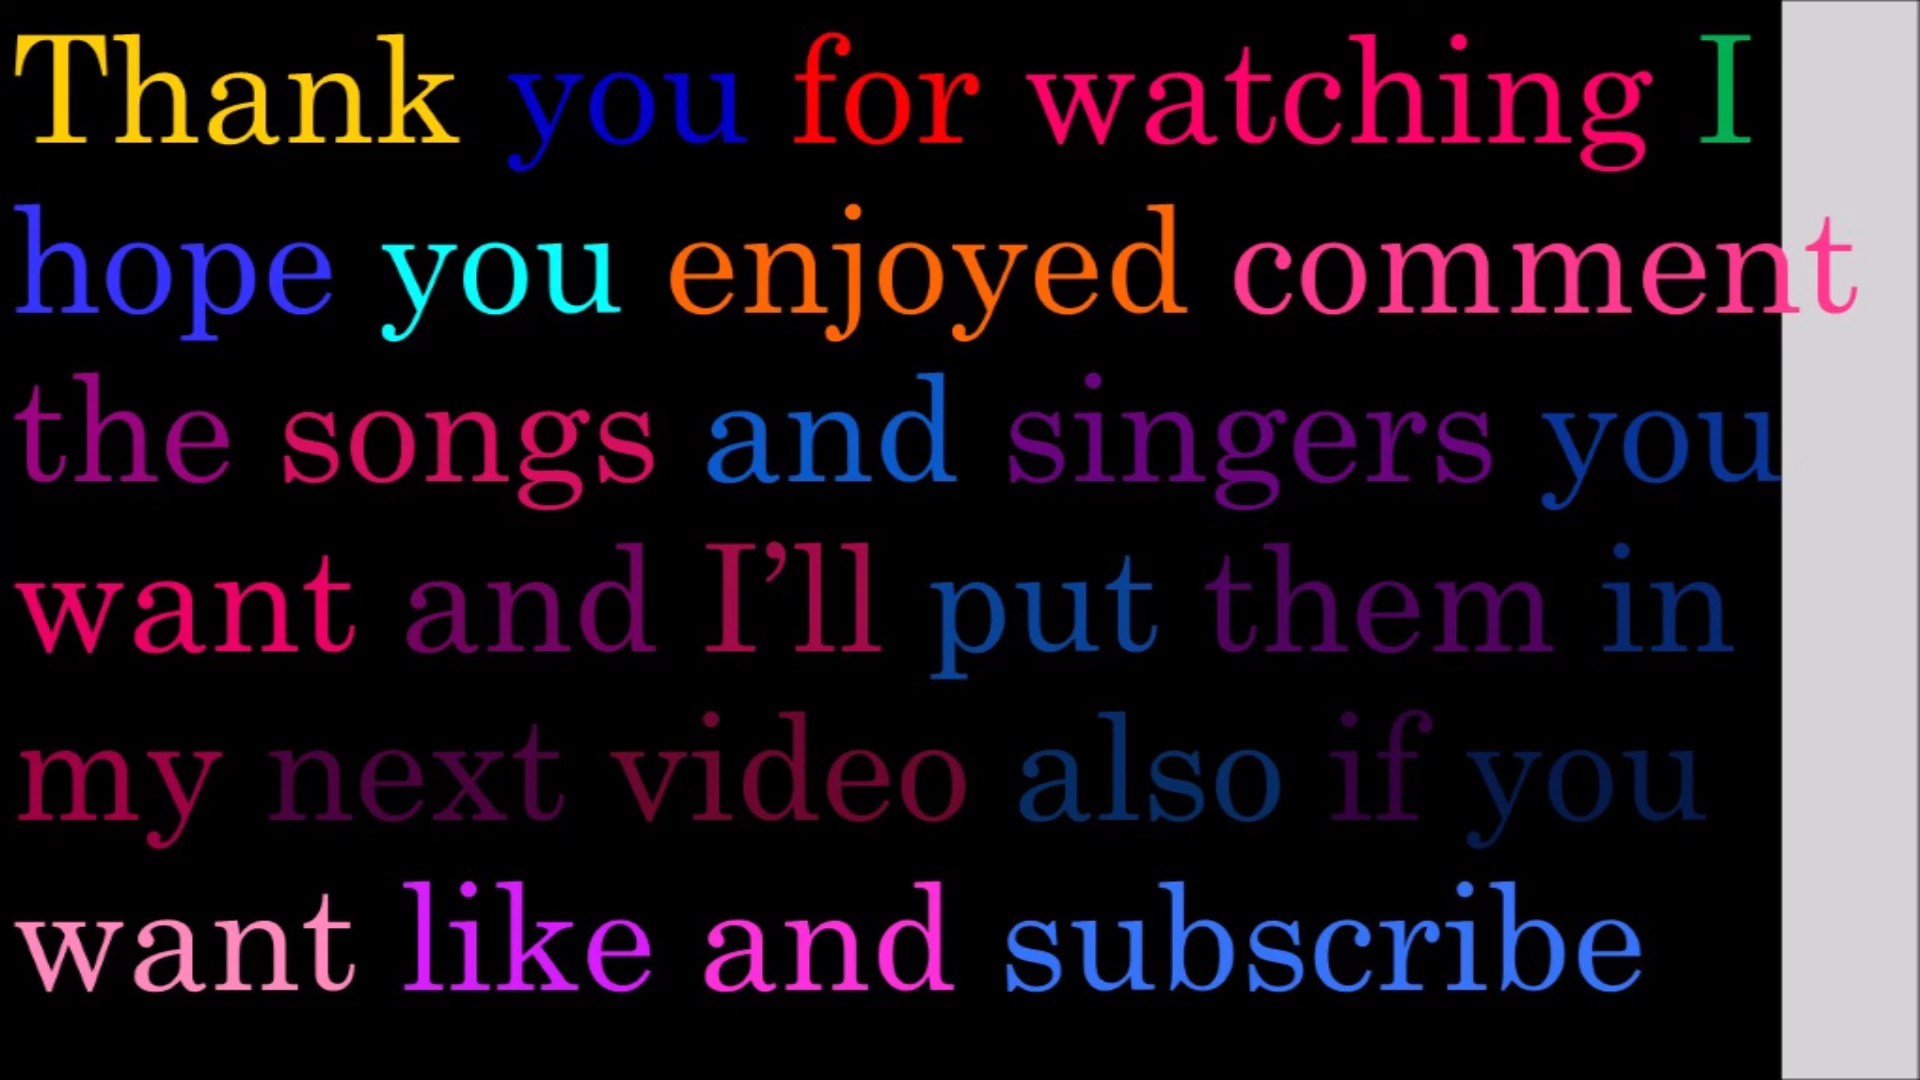 Thank you for watching I
hope you enjoyed comment
the songs and singers you
want and I’ll put them in
my next video also if you
want like and subscribe